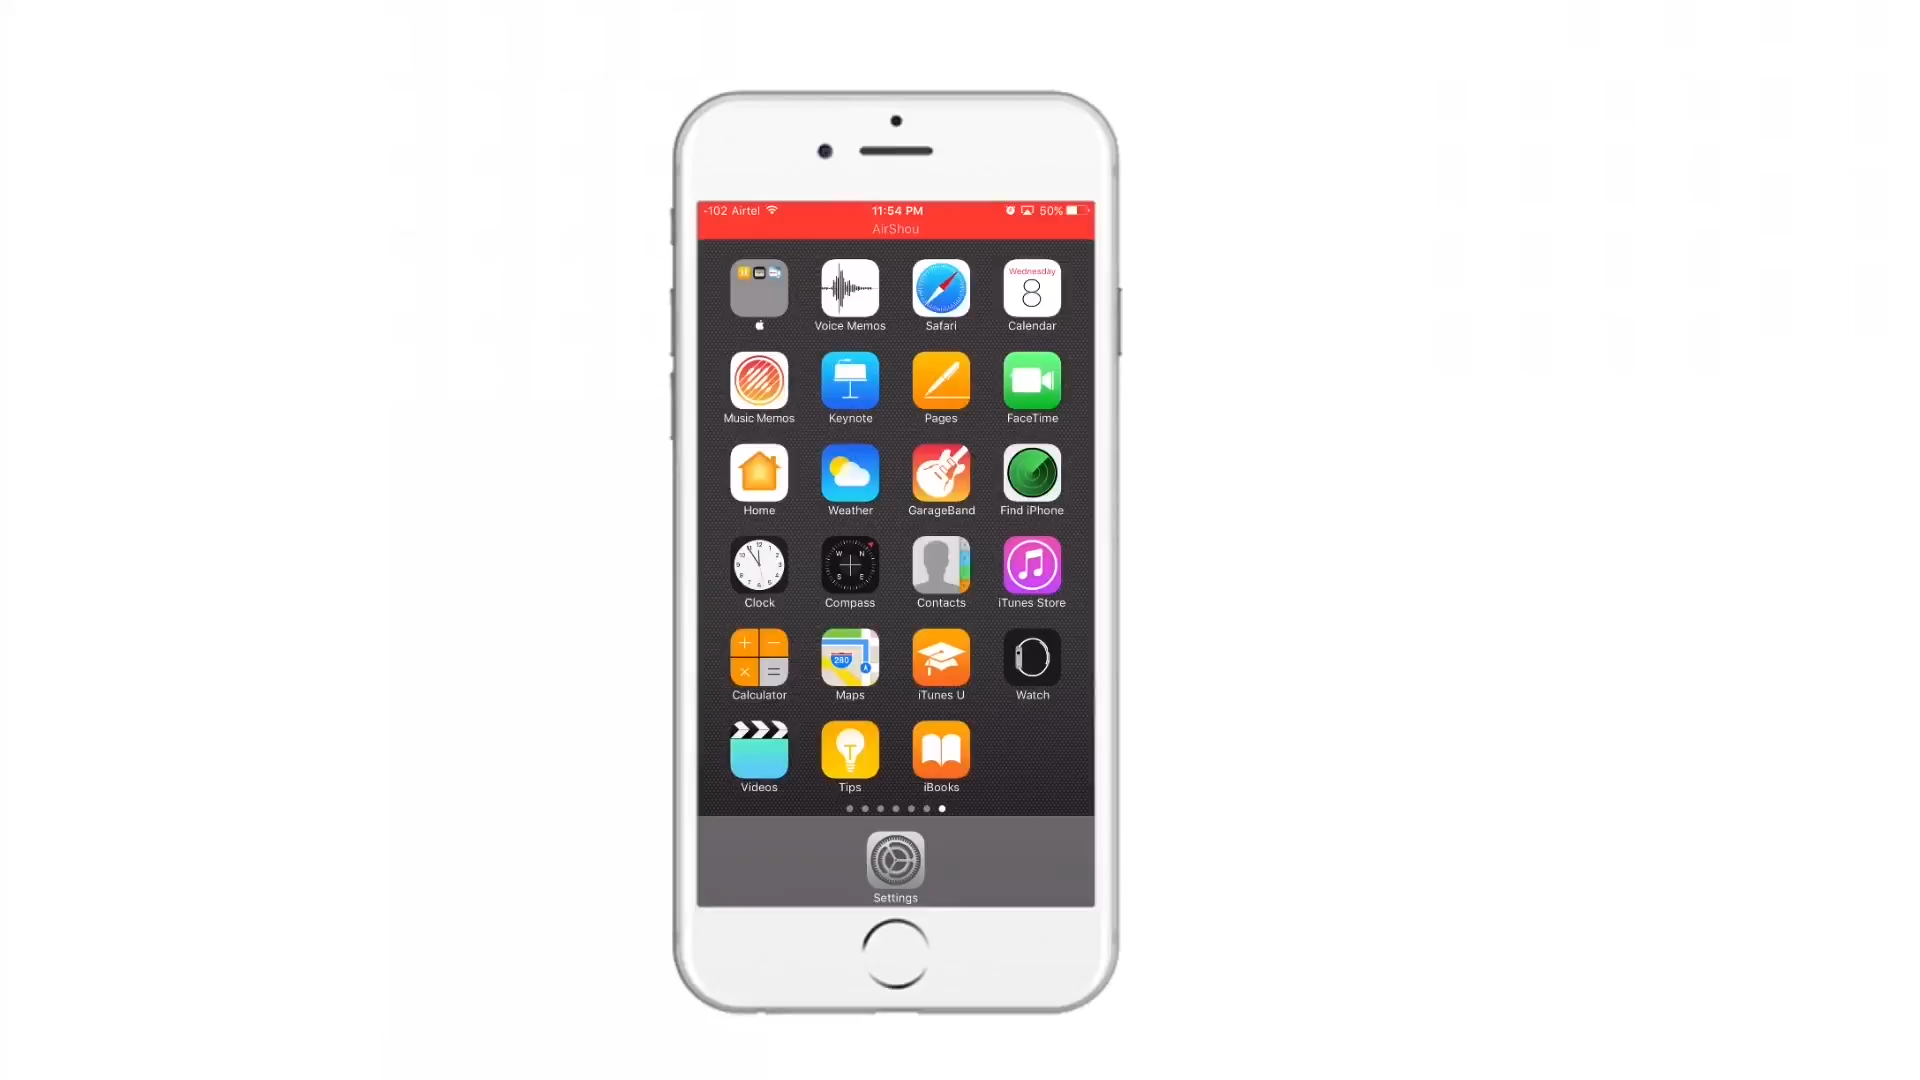 -102 Airtel 11:54 PM 50%
AirShou
Wednesday
8
Voice Memos Safari Calendar
Music Memos Keynote Pages FaceTime
Home Weather GarageBand Find iPhone
Clock Compass Contacts iTunes Store
280
Calculator Maps iTunes U Watch
Videos Tips iBooks
Settings